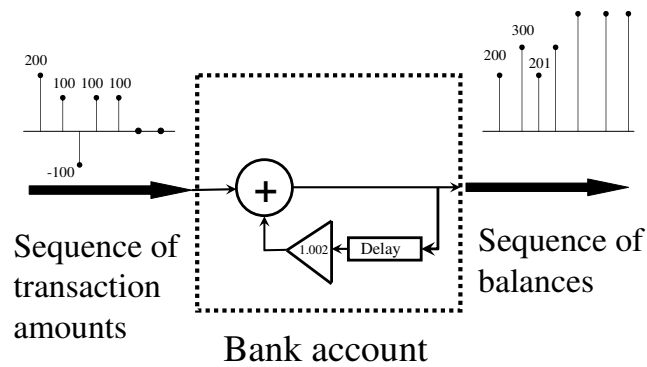 200
100
100
100
-100
200
300
201
+
1.002
Delay
Sequence of
transaction
amounts
Sequence of
balances
Bank account